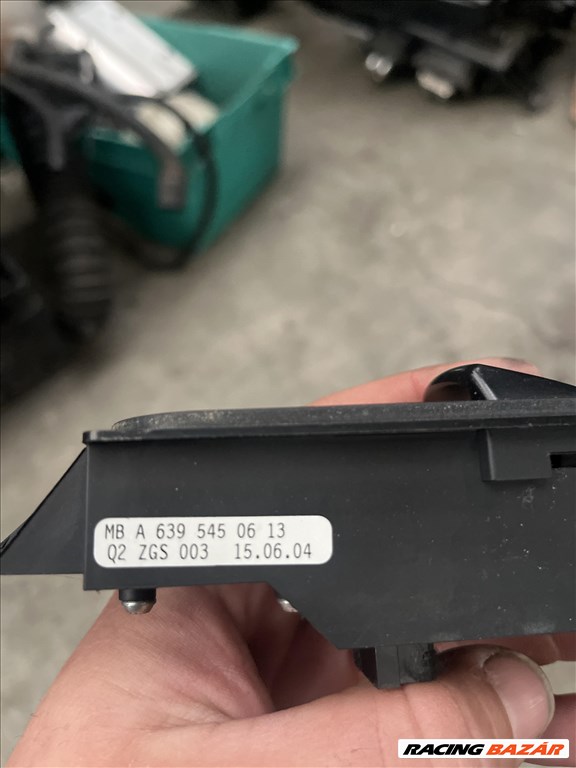 MB A 639 545 06 13
Q2 ZGS 003 15.06.04
RACING BAZÁR